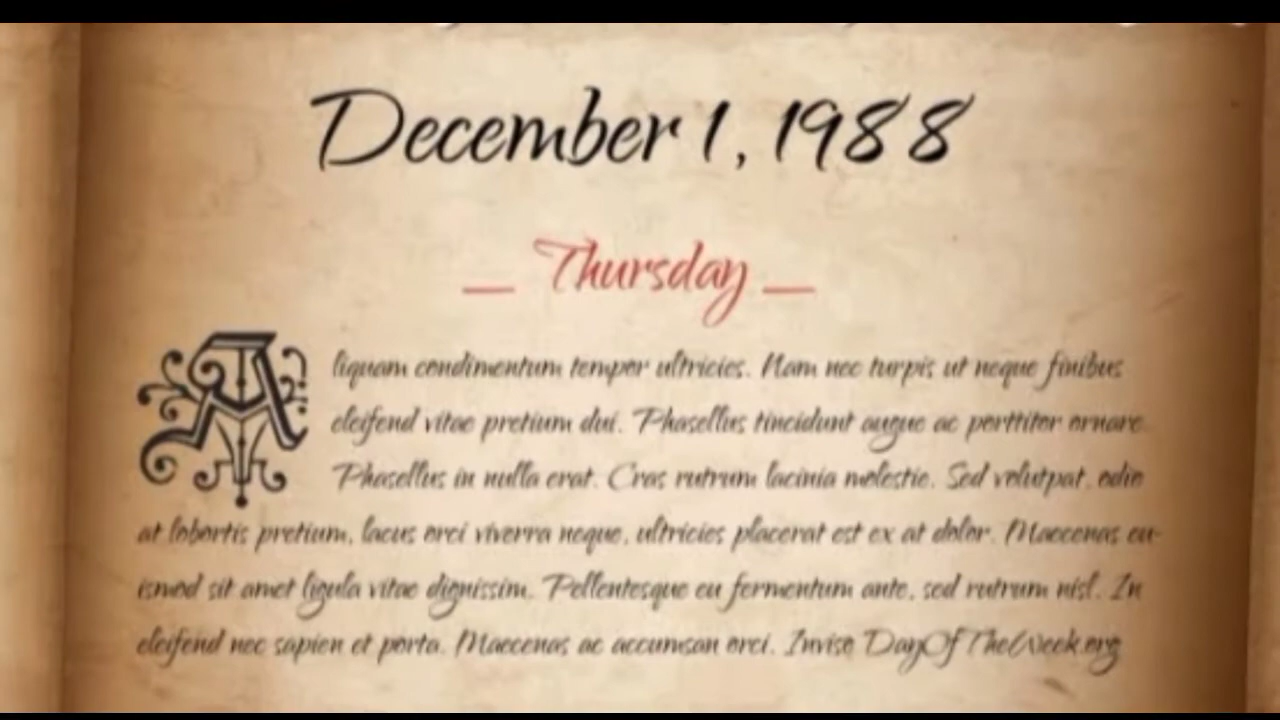 December 1, 1988
— Thursday —
Aliquam condimentum tempor ultricies. Nam nec turpis ut neque finibus
eleifend vitae pretium dui. Phasellus tincidunt augue ac porttitor ornare.
Phasellus in nulla erat. Cras rutrum lacinia molestie. Sed volutpat, odio
at lobortis pretium, lacus orci viverra neque, ultricies placerat est ex at dolor. Maecenas eu-
ismod sit amet ligula vitae dignissim. Pellentesque eu fermentum ante, sed rutrum nisl. In
eleifend nec sapien et porta. Maecenas ac accumsan orci. Inviso DayOfTheWeek.org